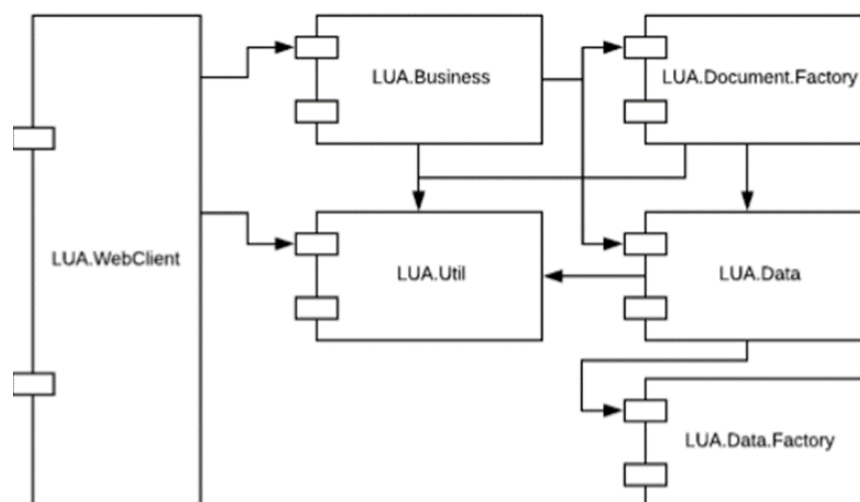 LUA.Business
LUA.Document.Factory
LUA.WebClient
LUA.Util
LUA.Data
LUA.Data.Factory